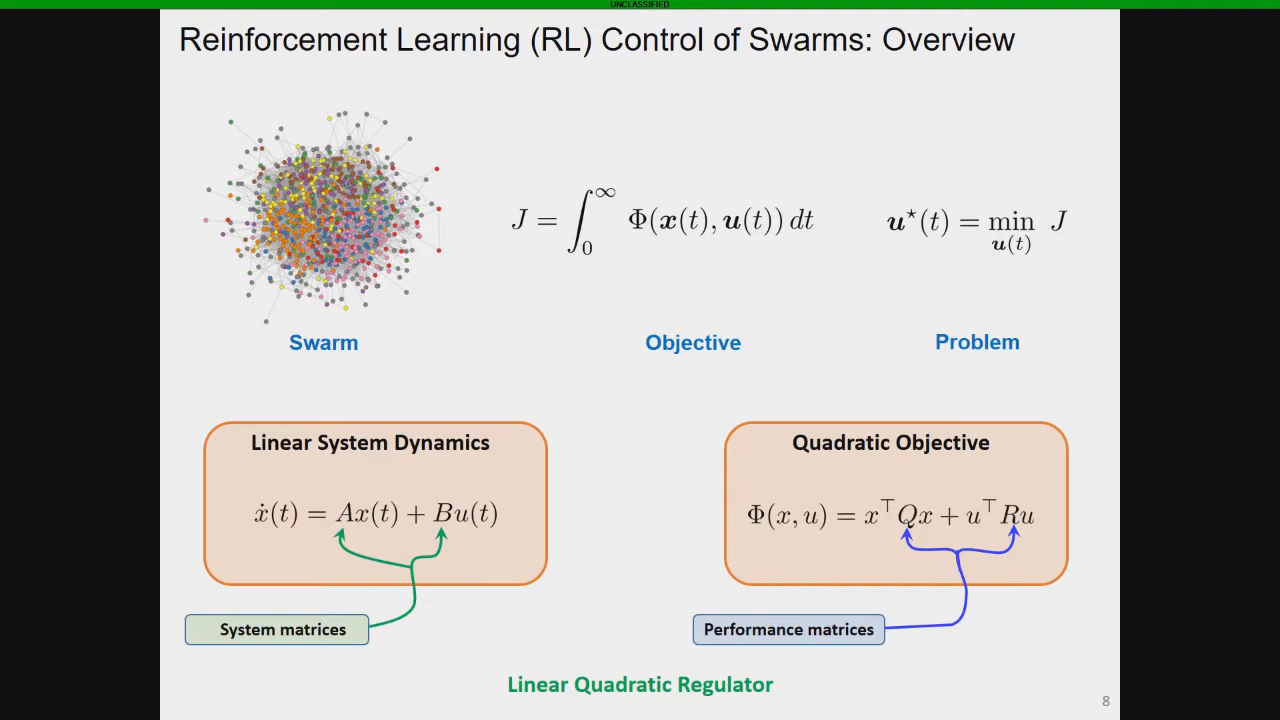 UNCLASSIFIED
Reinforcement Learning (RL) Control of Swarms: Overview
J = ∫₀^∞ Φ(x(t), u(t)) dt
u⋆(t) = min_{u(t)} J
Swarm
Objective
Problem
Linear System Dynamics
Quadratic Objective
ẋ(t) = Ax(t) + Bu(t)
Φ(x, u) = x⊤Qx + u⊤Ru
System matrices
Performance matrices
Linear Quadratic Regulator
8